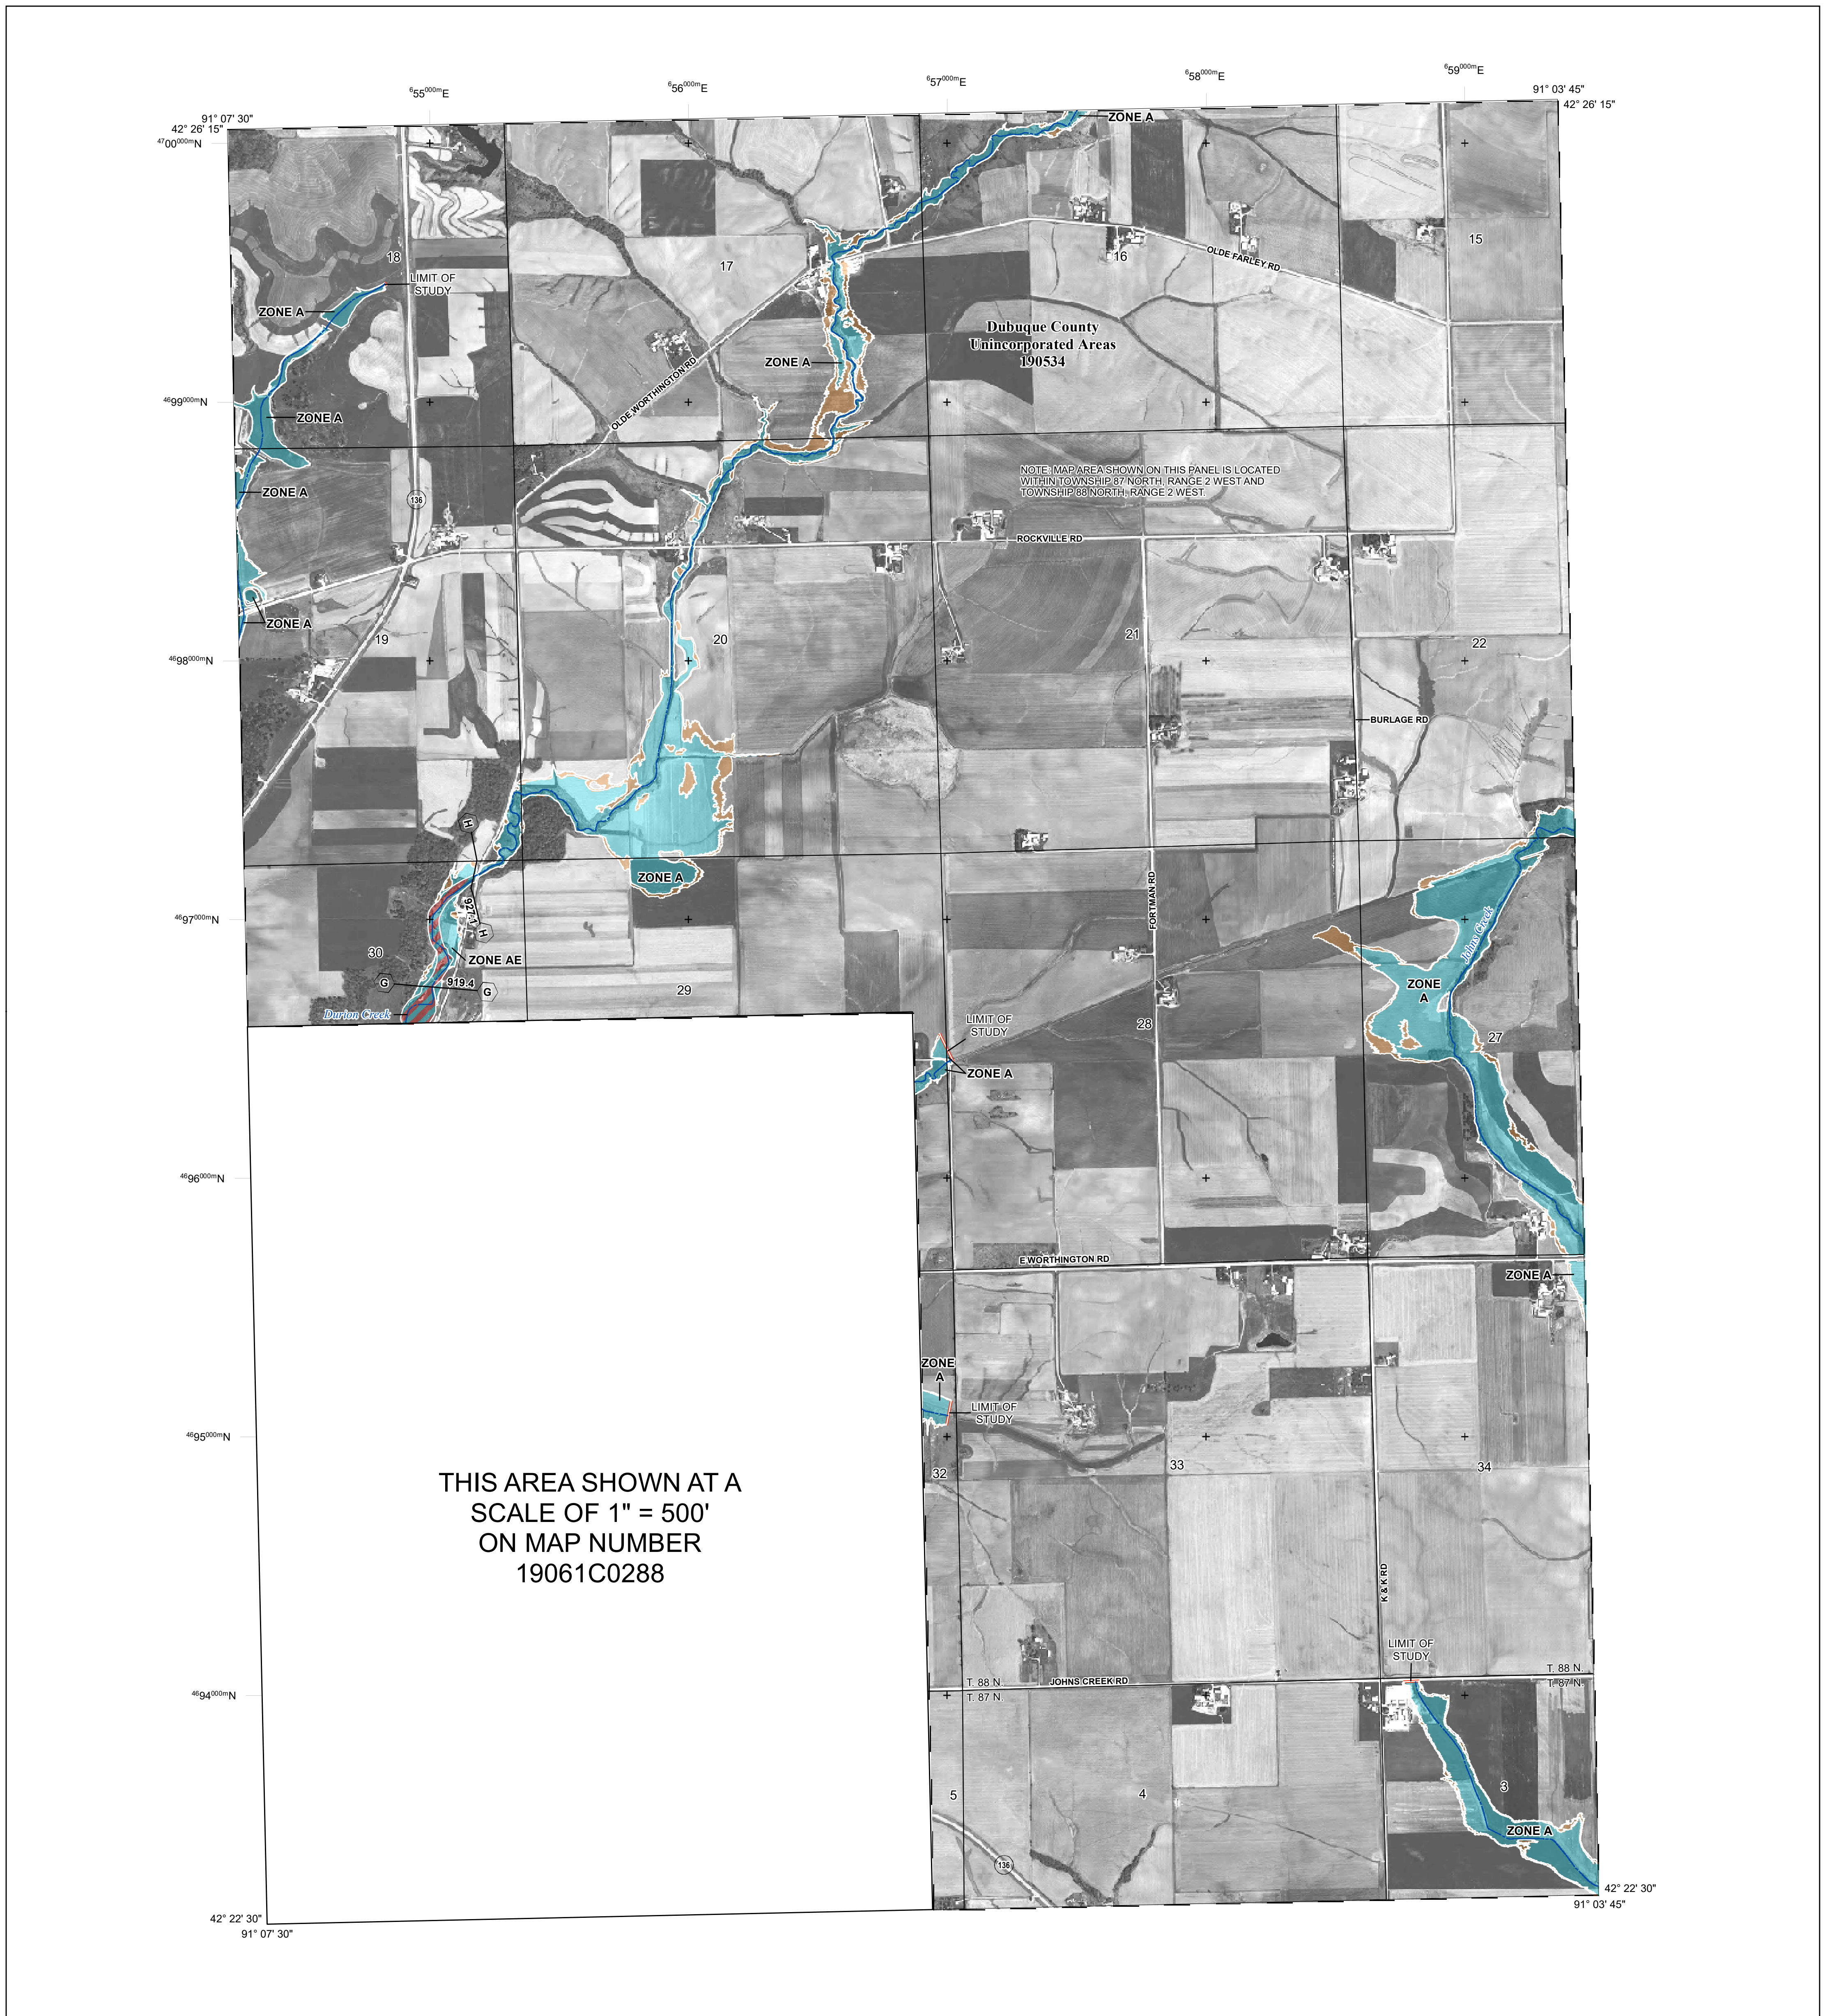 655000mE
656000mE
657000mE
658000mE
659000mE
91° 07' 30"
42° 26' 15"
91° 03' 45"
42° 26' 15"
4700000mN
ZONE A
18
LIMIT OF
STUDY
ZONE A
17
16
15
OLDE FARLEY RD
Dubuque County
Unincorporated Areas
190534
ZONE A
OLDE WORTHINGTON RD
4699000mN
ZONE A
NOTE: MAP AREA SHOWN ON THIS PANEL IS LOCATED
WITHIN TOWNSHIP 87 NORTH, RANGE 2 WEST AND
TOWNSHIP 88 NORTH, RANGE 2 WEST.
ZONE A
136
ROCKVILLE RD
ZONE A
19
20
21
22
4698000mN
BURLAGE RD
H
ZONE A
927.1
H
FORTMAN RD
4697000mN
Johns Creek
30
ZONE AE
G
919.4
G
29
Durion Creek
ZONE
A
LIMIT OF
STUDY
28
27
ZONE A
4696000mN
E WORTHINGTON RD
ZONE A
ZONE
A
LIMIT OF
STUDY
4695000mN
32
33
34
THIS AREA SHOWN AT A
SCALE OF 1" = 500'
ON MAP NUMBER
19061C0288
K & K RD
LIMIT OF
STUDY
T. 88 N.
JOHNS CREEK RD
T. 88 N.
T. 87 N.
T. 87 N.
4694000mN
5
4
3
ZONE A
136
42° 22' 30"
91° 07' 30"
42° 22' 30"
91° 03' 45"